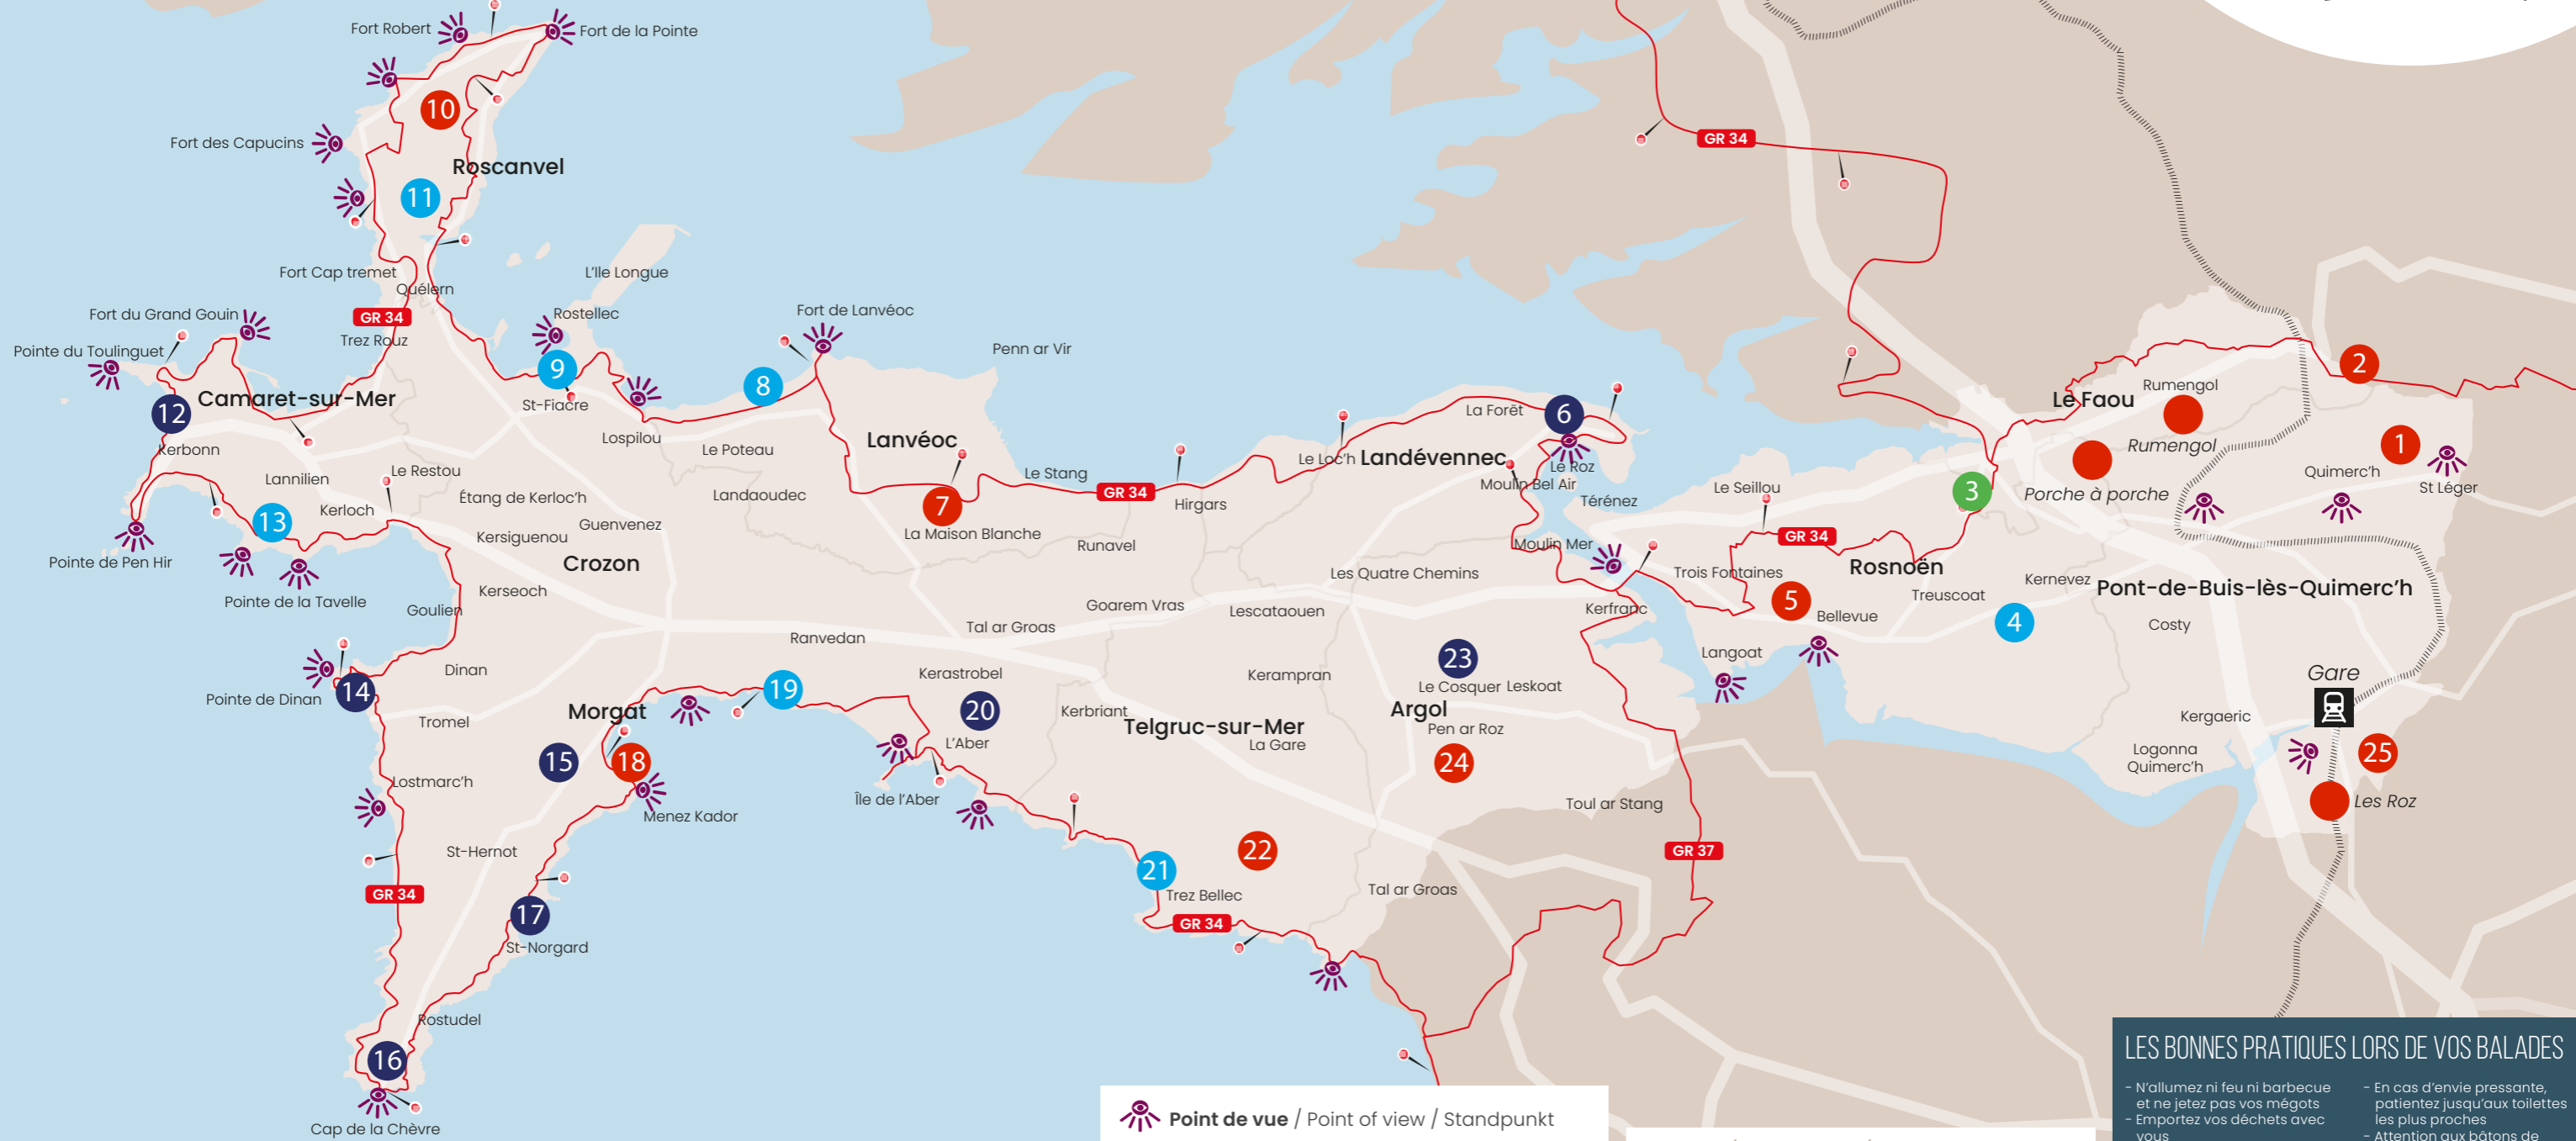 Fort Robert
Fort de la Pointe
10
Fort des Capucins
Roscanvel
11
GR 34
Fort Cap tremet
L'Ile Longue
Quélern
Fort du Grand Gouin
GR 34
Rostellec
Fort de Lanvéoc
Trez Rouz
Pointe du Toulinguet
Penn ar Vir
9
8
2
Rumengol
Camaret-sur-Mer
12
St-Fiacre
La Forêt
6
Le Faou
Rumengol
Lospilou
Lanvéoc
Kerbonn
Le Poteau
Le Loc'h
Landévennec
Le Roz
1
Le Restou
Lannilien
Le Stang
Moulin Bel Air
Quimerc'h
St Léger
Étang de Kerloc'h
Landaoudec
GR 34
Hirgars
Térénez
Le Seillou
3
Porche à porche
Kerloch
7
13
Guenvenez
La Maison Blanche
Kersiguenou
Runavel
Moulin Mer
GR 34
Pointe de Pen Hir
Crozon
Les Quatre Chemins
Trois Fontaines
Rosnoën
Kernevez
Pont-de-Buis-lès-Quimerc'h
Kerseoch
Pointe de la Tavelle
Goulien
Goarem Vras
Lescataouen
Kerfranc
5
Bellevue
Treuscoat
4
Costy
Tal ar Groas
Ranvedan
Langoat
Dinan
Kerastrobel
Kerampran
23
Le Cosquer
Leskoat
Gare
Pointe de Dinan
14
19
20
Morgat
Kerbriant
Argol
Tromel
Telgruc-sur-Mer
Pen ar Roz
Kergaeric
L'Aber
La Gare
15
18
24
Logonna
Quimerc'h
25
Lostmarc'h
Île de l'Aber
Toul ar Stang
Les Roz
Menez Kador
St-Hernot
22
GR 37
21
GR 34
Trez Bellec
Tal ar Groas
17
GR 34
St-Norgard
Rostudel
16
Cap de la Chèvre
Point de vue / Point of view / Standpunkt
LES BONNES PRATIQUES LORS DE VOS BALADES
- N'allumez ni feu ni barbecue
et ne jetez pas vos mégots
- Emportez vos déchets avec
vous
- En cas d'envie pressante,
patientez jusqu'aux toilettes
les plus proches
- Attention aux bâtons de